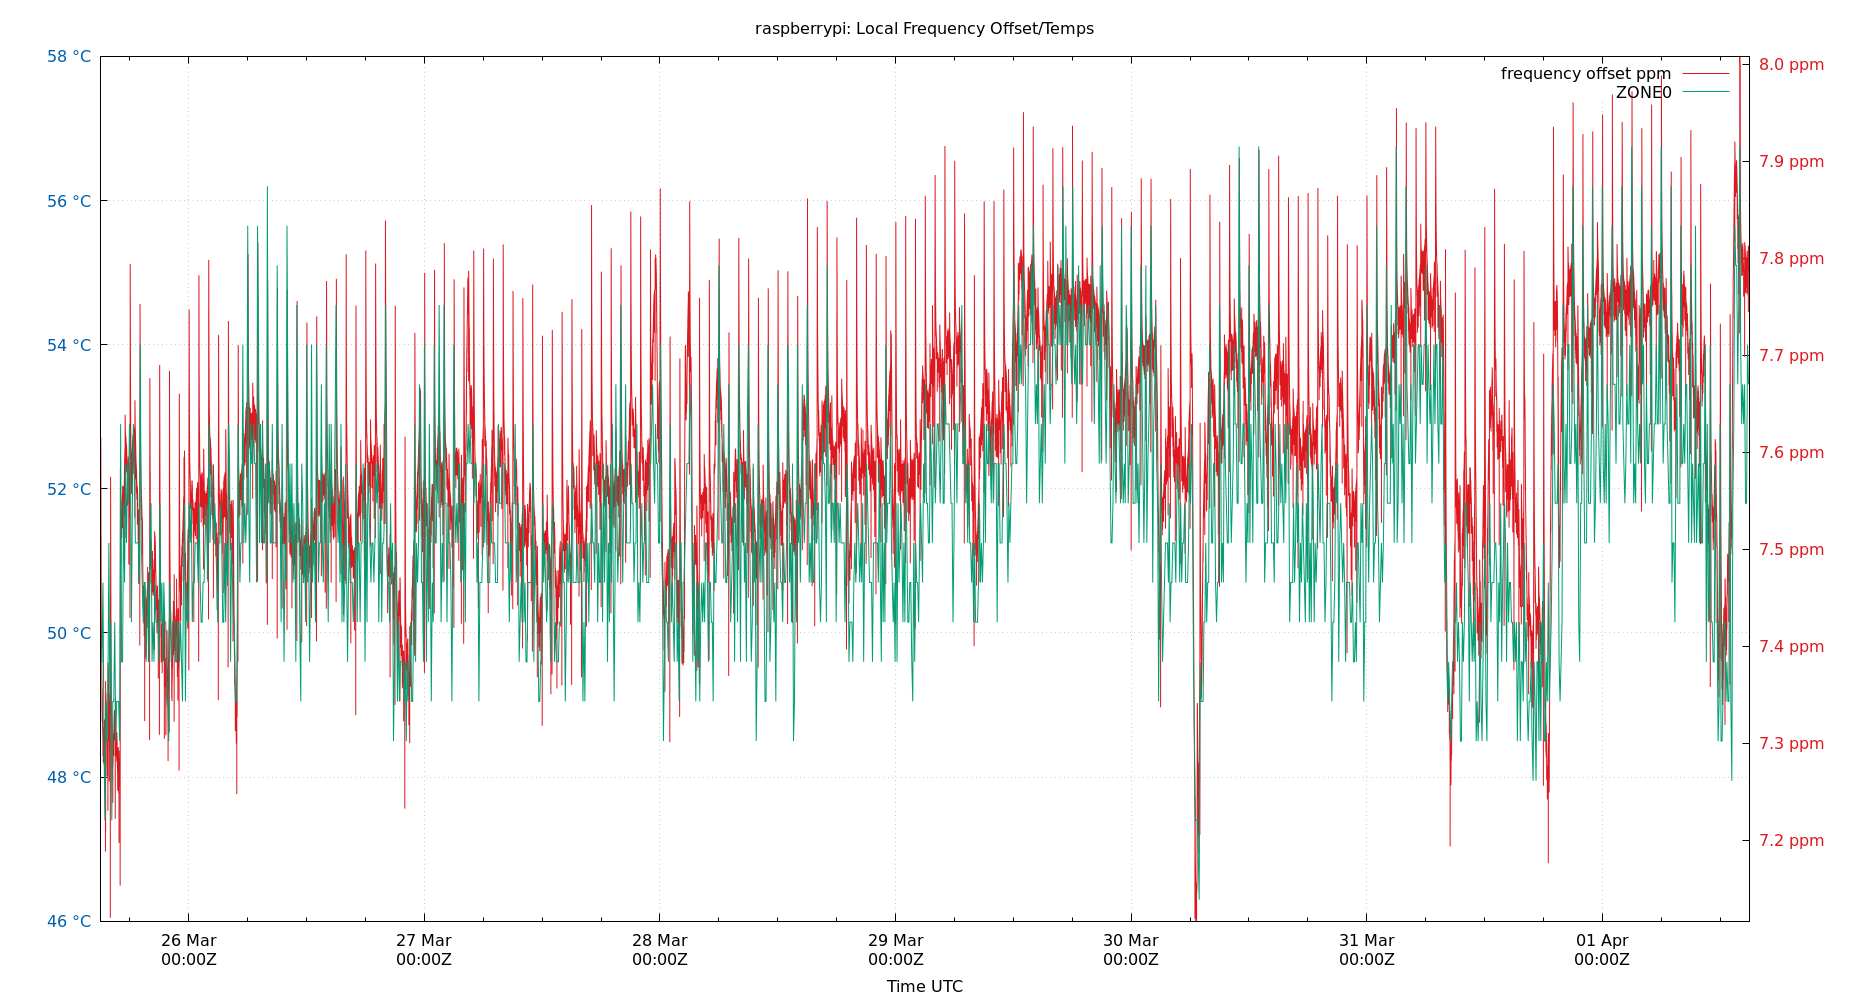 raspberrypi: Local Frequency Offset/Temps
58 °C
56 °C
54 °C
52 °C
50 °C
48 °C
46 °C
8.0 ppm
7.9 ppm
7.8 ppm
7.7 ppm
7.6 ppm
7.5 ppm
7.4 ppm
7.3 ppm
7.2 ppm
frequency offset ppm
ZONE0
26 Mar
00:00Z
27 Mar
00:00Z
28 Mar
00:00Z
29 Mar
00:00Z
30 Mar
00:00Z
31 Mar
00:00Z
01 Apr
00:00Z
Time UTC